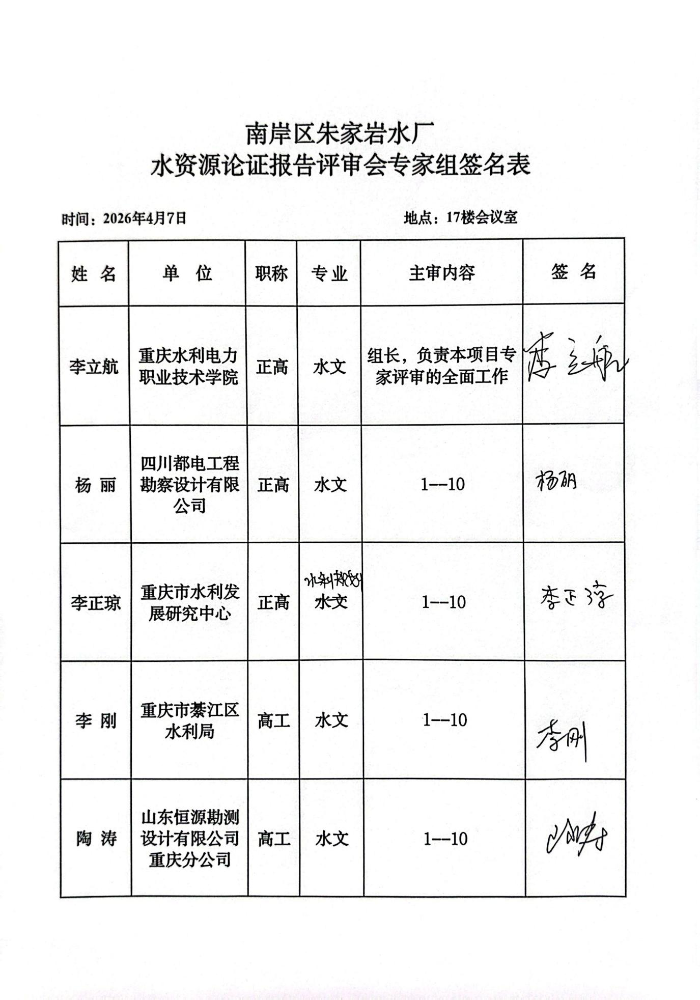 南岸区朱家岩水厂
水资源论证报告评审会专家组签名表
时间：2026年4月7日 地点：17楼会议室
姓 名 单 位 职称 专业 主审内容 签 名
李立航 重庆水利电力 正高 水文 组长，负责本项目专 李立航
职业技术学院 家评审的全面工作
杨 丽 四川都电工程 正高 水文 1—10 杨丽
勘察设计有限
公司
水利规划
李正琼 重庆市水利发 正高 水文 1—10 李正琼
展研究中心
李 刚 重庆市綦江区 高工 水文 1—10 李刚
水利局
陶 涛 山东恒源勘测 高工 水文 1—10 陶涛
设计有限公司
重庆分公司